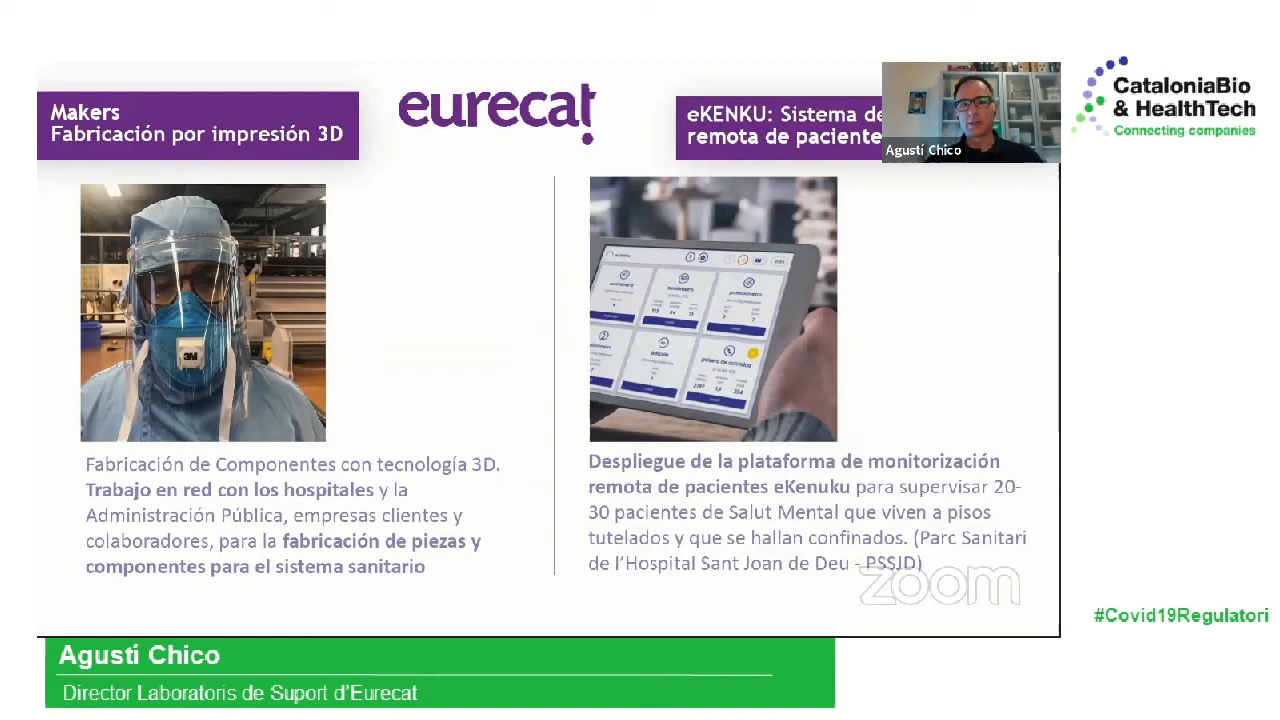 Makers
Fabricación por impresión 3D
eurecat
eKENKU: Sistema de
remota de paciente
Agustí Chico
CataloniaBio
& HealthTech
Connecting companies
3M
Fabricación de Componentes con tecnología 3D.
Trabajo en red con los hospitales y la
Administración Pública, empresas clientes y
colaboradores, para la fabricación de piezas y
componentes para el sistema sanitario
Despliegue de la plataforma de monitorización
remota de pacientes eKenuku para supervisar 20-
30 pacientes de Salut Mental que viven a pisos
tutelados y que se hallan confinados. (Parc Sanitari
de l’Hospital Sant Joan de Deu - PSSJD)
zoom
#Covid19Regulatori
Agustí Chico
Director Laboratoris de Suport d’Eurecat